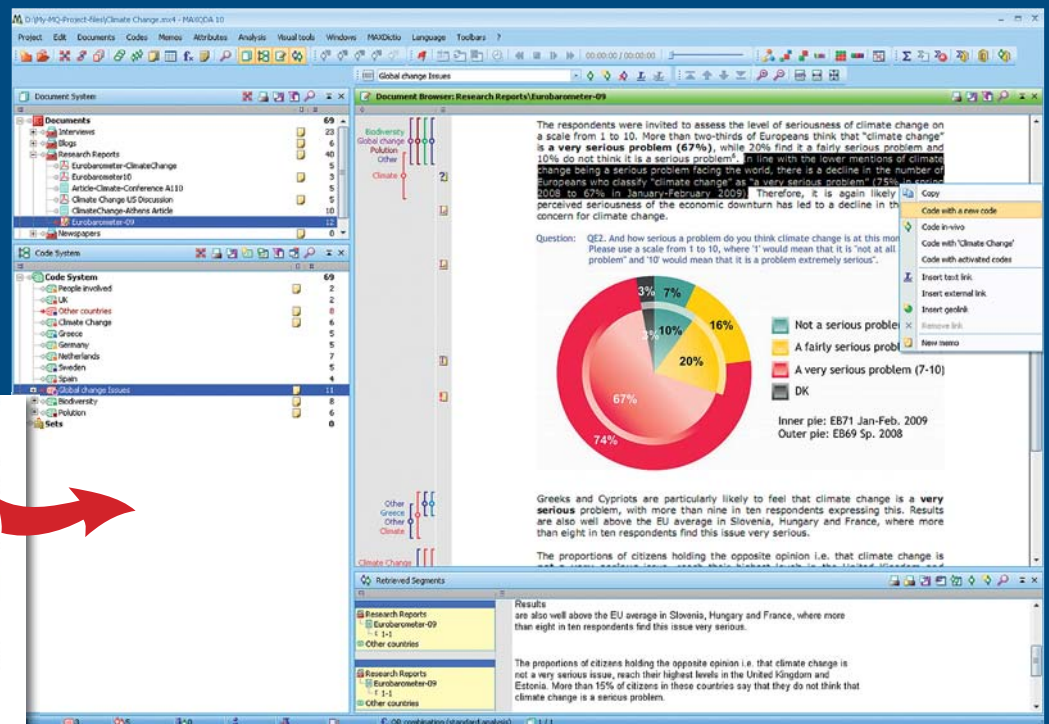 D:\My-MQ-Project-files\Climate Change.mx4 - MAXQDA 10
Project Edit Documents Codes Memos Attributes Analysis Visual tools Windows MAXDictio Language Toolbars ?
00:00:00 / 00:00:00
Global change Issues
Document System
Documents 69
Interviews 23
Blogs 6
Research Reports 40
Eurobarometer-ClimateChange 5
Eurobarometer10 3
Article-Climate-Conference A110 5
Climate Change US Discussion 5
ClimateChange-Athens Article 10
Eurobarometer-09 12
Newspapers 0
Code System
Code System 69
People involved 2
UK 2
Other countries 8
Climate Change 6
Greece 5
Germany 5
Netherlands 7
Sweden 5
Spain 4
Global change Issues 11
Biodiversity 8
Polution 6
Sets 0
Document Browser: Research Reports\Eurobarometer-09
Biodiversity
Global change
Polution
Other
Climate
The respondents were invited to assess the level of seriousness of climate change on
a scale from 1 to 10. More than two-thirds of Europeans think that "climate change"
is a very serious problem (67%), while 20% find it a fairly serious problem and
10% do not think it is a serious problem⁶. In line with the lower mentions of climate
change being a serious problem facing the world, there is a decline in the number of
Europeans who classify "climate change" as "a very serious problem" (75% in spring
2008 to 67% in January-February 2009). Therefore, it is again likely
perceived seriousness of the economic downturn has led to a decline in th
concern for climate change.
Copy
Code with a new code
Code in-vivo
Code with 'Climate Change'
Code with activated codes
Insert text link
Insert external link
Insert geolink
Remove link
New memo
Question: QE2. And how serious a problem do you think climate change is at this mom
Please use a scale from 1 to 10, where '1' would mean that it is "not at all
problem" and '10' would mean that it is a problem extremely serious".
3% 7%
3% 10% 16%
20%
67%
74%
Not a serious proble
A fairly serious probl
A very serious problem (7-10)
DK
Inner pie: EB71 Jan-Feb. 2009
Outer pie: EB69 Sp. 2008
Other
Greece
Other
Climate
Greeks and Cypriots are particularly likely to feel that climate change is a very
serious problem, with more than nine in ten respondents expressing this. Results
are also well above the EU average in Slovenia, Hungary and France, where more
than eight in ten respondents find this issue very serious.
Climate Change
The proportions of citizens holding the opposite opinion i.e. that climate change is
Retrieved Segments
Research Reports
Eurobarometer-09
1-1
Other countries
Results
are also well above the EU average in Slovenia, Hungary and France, where more
than eight in ten respondents find this issue very serious.
Research Reports
Eurobarometer-09
1-1
Other countries
The proportions of citizens holding the opposite opinion i.e. that climate change is
not a very serious issue, reach their highest levels in the United Kingdom and
Estonia. More than 15% of citizens in these countries say that they do not think that
climate change is a serious problem.
OR combination (standard analysis) 1 / 1